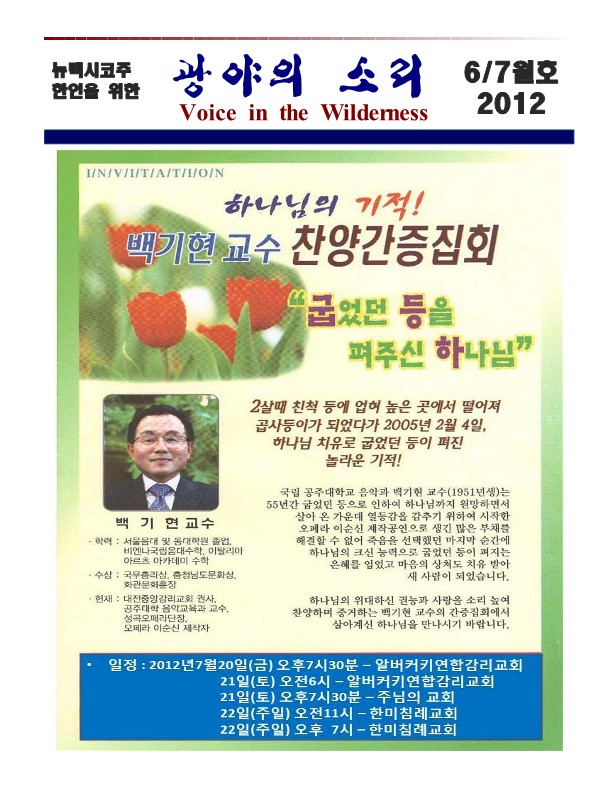 뉴멕시코주
한인을 위한
광야의 소리
Voice in the Wilderness
6/7월호
2012
I/N/V/I/T/A/T/I/O/N
하나님의 기적!
백기현 교수 찬양간증집회
“굽었던 등을
펴주신 하나님”
2살때 친척 등에 업혀 높은 곳에서 떨어져
곱사등이가 되었다가 2005년 2월 4일,
하나님 치유로 굽었던 등이 펴진
놀라운 기적!
백 기 현 교수
· 학력 : 서울음대 및 동대학원 졸업,
비엔나국립음대수학, 이탈리아
아르츠 아카데미 수학
· 수상 : 국무총리상, 충청남도문화상,
화관문화훈장
· 현재 : 대전중앙감리교회 권사,
공주대학 음악교육과 교수,
성곡오페라단장,
오페라 이순신 제작자
국립 공주대학교 음악과 백기현 교수(1951년생)는
55년간 굽었던 등으로 인하여 하나님까지 원망하면서
살아 온 가운데 열등감을 감추기 위하여 시작한
오페라 이순신 제작공연으로 생긴 많은 부채를
해결할 수 없어 죽음을 선택했던 마지막 순간에
하나님의 크신 능력으로 굽었던 등이 펴지는
은혜를 입었고 마음의 상처도 치유 받아
새 사람이 되었습니다.
하나님의 위대하신 권능과 사랑을 소리 높여
찬양하며 증거하는 백기현 교수의 간증집회에서
살아계신 하나님을 만나시기 바랍니다.
• 일정 : 2012년7월20일(금) 오후7시30분 – 알버커키연합감리교회
21일(토) 오전6시 – 알버커키연합감리교회
21일(토) 오후7시30분 – 주님의 교회
22일(주일) 오전11시 – 한미침례교회
22일(주일) 오후 7시 – 한미침례교회